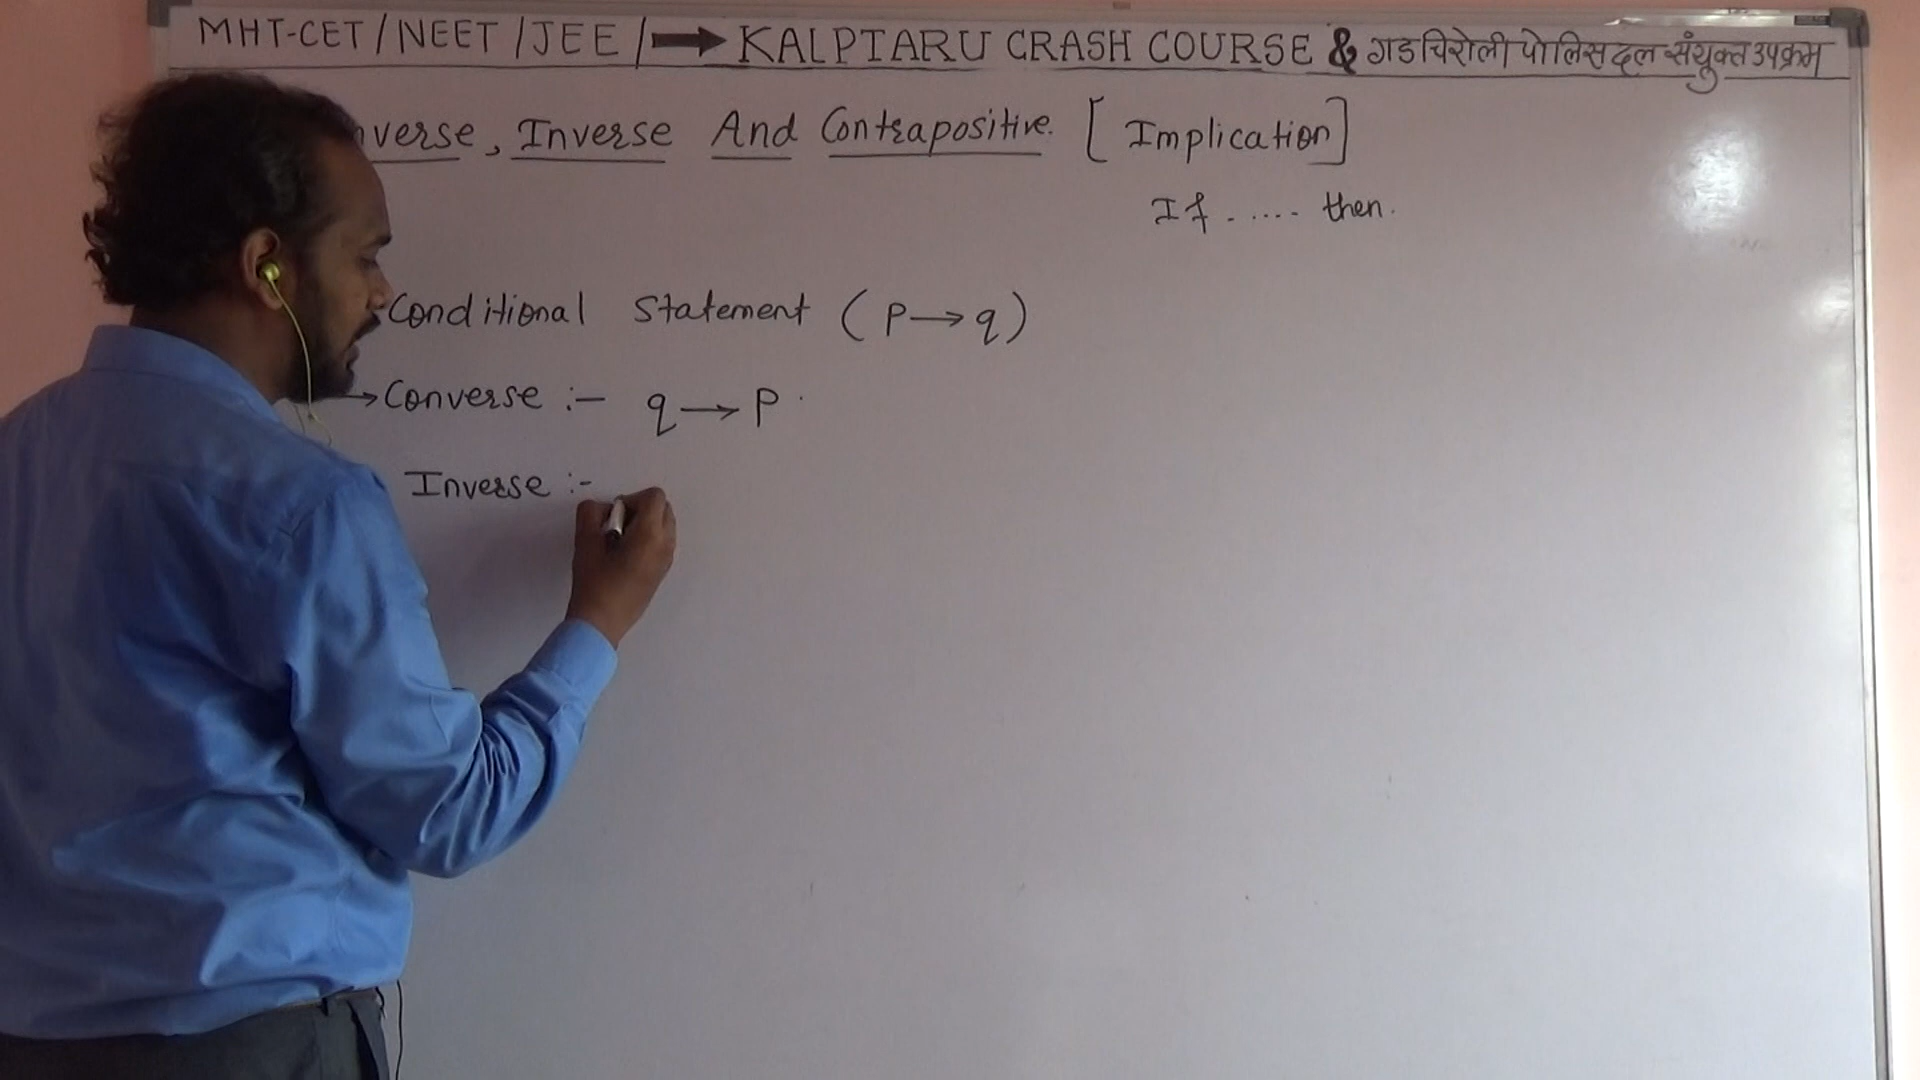 MHT-CET/NEET/JEE/➡KALPTARU CRASH COURSE & गडचिरोली पोलिस दल संयुक्त उपक्रम
nverse, Inverse And Contrapositive. [Implication]
If ..... then.
Conditional Statement (p→q)
→Converse :- q→p.
Inverse :-